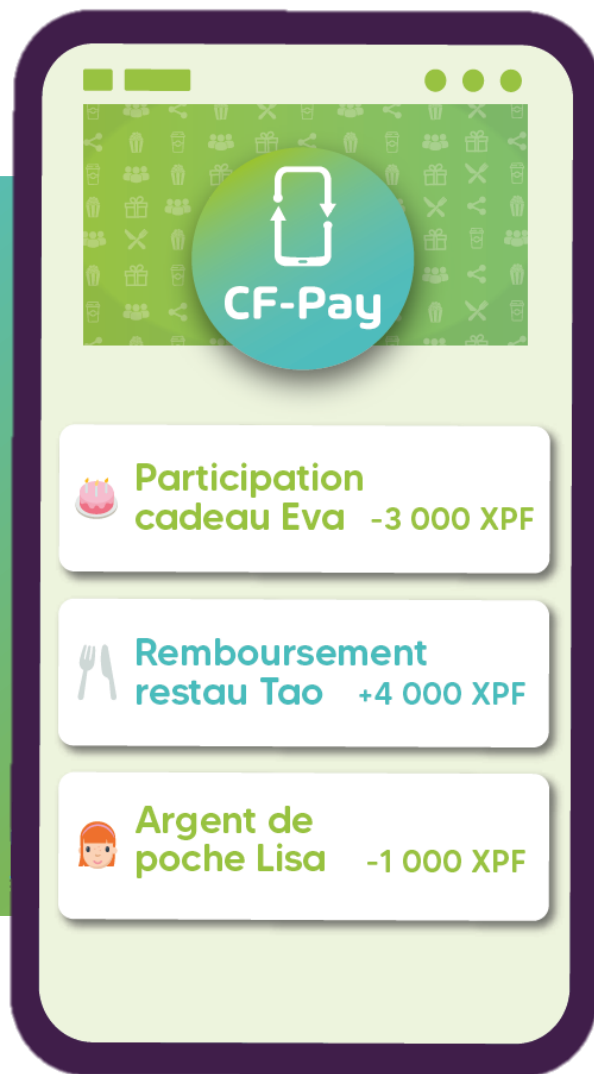 CF-Pay
Participation
cadeau Eva -3 000 XPF
Remboursement
restau Tao +4 000 XPF
Argent de
poche Lisa -1 000 XPF